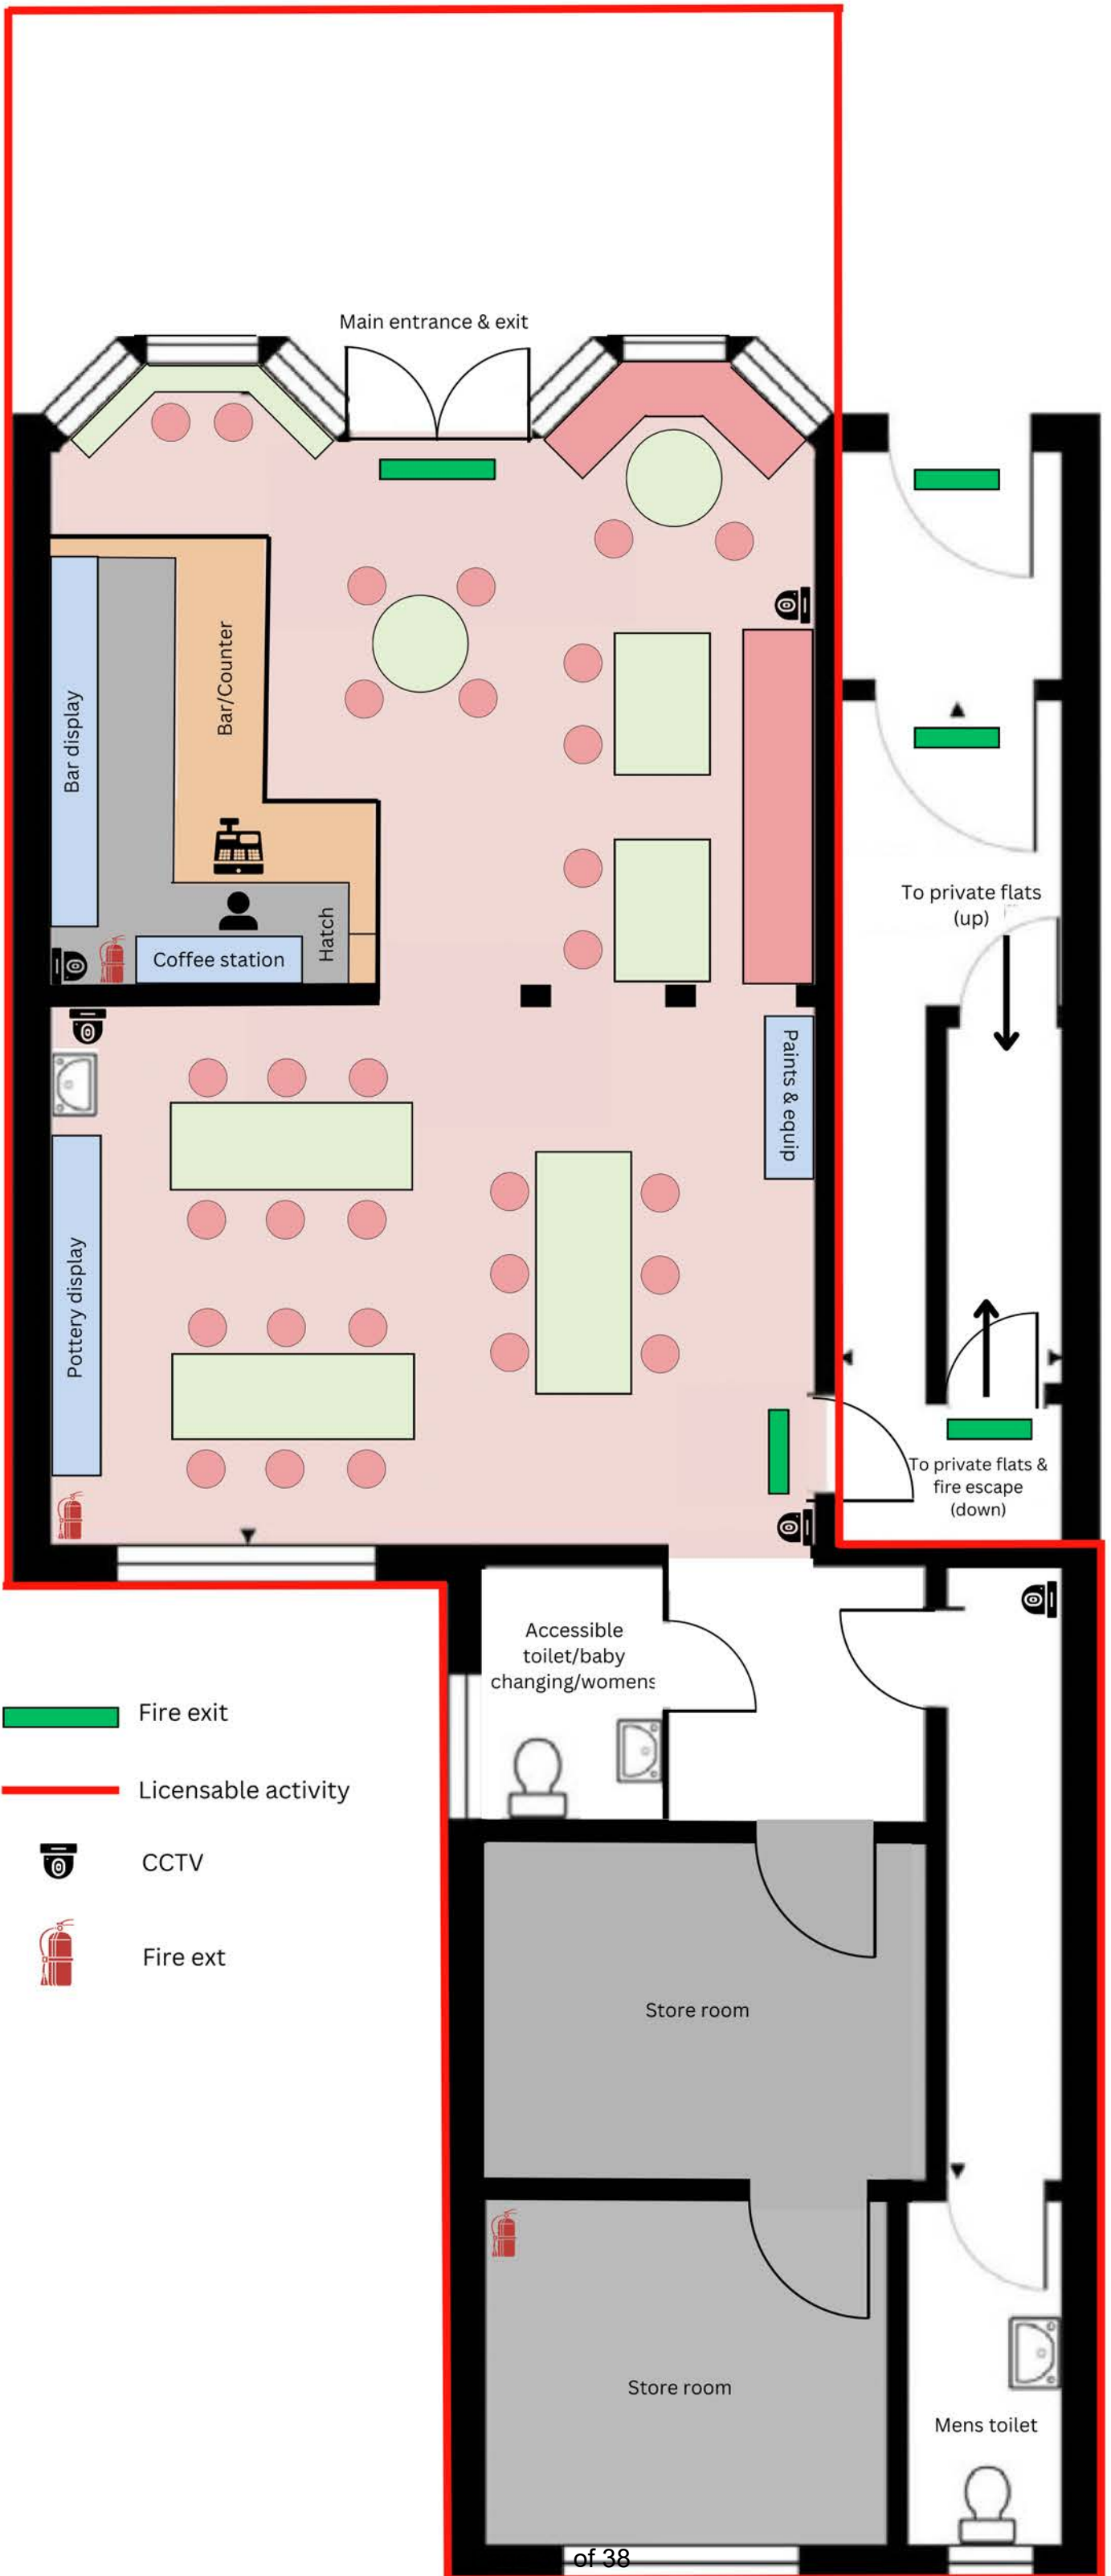 Main entrance & exit
Bar display
Bar/Counter
Hatch
Coffee station
To private flats
(up)
Paints & equip
Pottery display
To private flats &
fire escape
(down)
Accessible
toilet/baby
changing/womens
Fire exit
Licensable activity
CCTV
Fire ext
Store room
Store room
Mens toilet
of 38